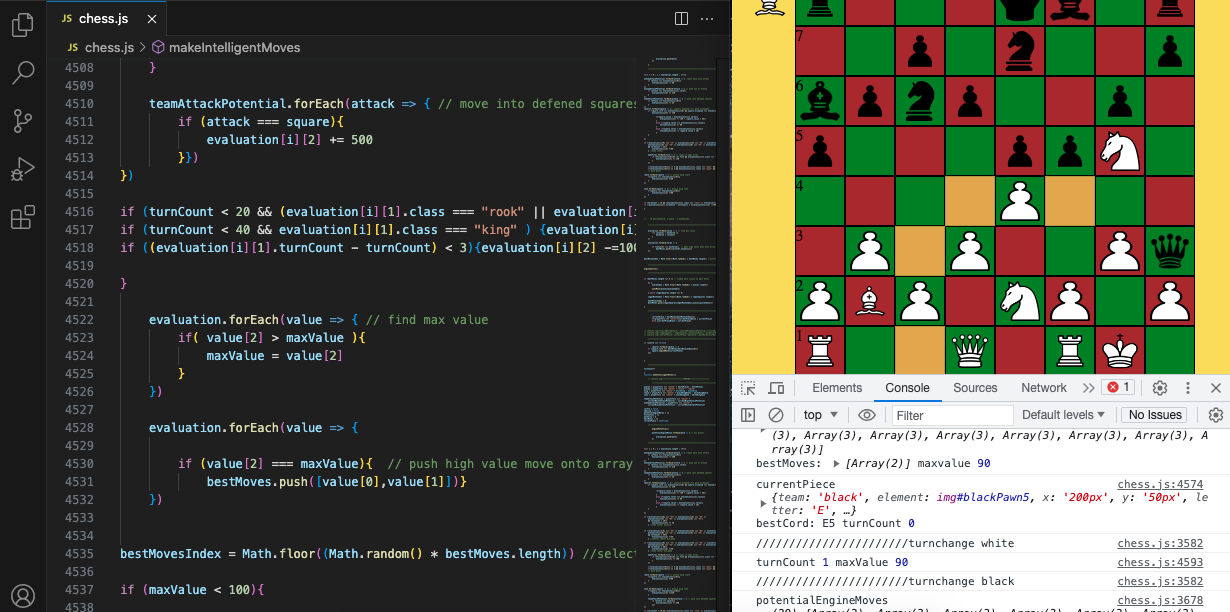 JS chess.js ×
JS chess.js > makeIntelligentMoves
4508 }
4509
4510 teamAttackPotential.forEach(attack => { // move into defened squares
4511 if (attack === square){
4512 evaluation[i][2] += 500
4513 }})
4514 })
4515
4516 if (turnCount < 20 && (evaluation[i][1].class === "rook" || evaluation[i
4517 if (turnCount < 40 && evaluation[i][1].class === "king" ) {evaluation[i
4518 if ((evaluation[i][1].turnCount - turnCount) < 3){evaluation[i][2] -=100
4519
4520 }
4521
4522 evaluation.forEach(value => { // find max value
4523 if( value[2] > maxValue ){
4524 maxValue = value[2]
4525 }
4526 })
4527
4528 evaluation.forEach(value => {
4529
4530 if (value[2] === maxValue){ // push high value move onto array
4531 bestMoves.push([value[0],value[1]])}
4532 })
4533
4534
4535 bestMovesIndex = Math.floor((Math.random() * bestMoves.length)) //select
4536
4537 if (maxValue < 100){
4538
7
6
5
4
3
2
1
Elements Console Sources Network >> 1
top Filter Default levels No Issues
(3), Array(3), Array(3), Array(3), Array(3), Array(3), Array(3), A
rray(3)]
bestMoves: [Array(2)] maxvalue 90
currentPiece chess.js:4574
{team: 'black', element: img#blackPawn5, x: '200px', y: '50px', le
tter: 'E', …}
bestCord: E5 turnCount 0
///////////////////////turnchange white chess.js:3582
turnCount 1 maxValue 90 chess.js:4593
///////////////////////turnchange black chess.js:3582
potentialEngineMoves chess.js:3678